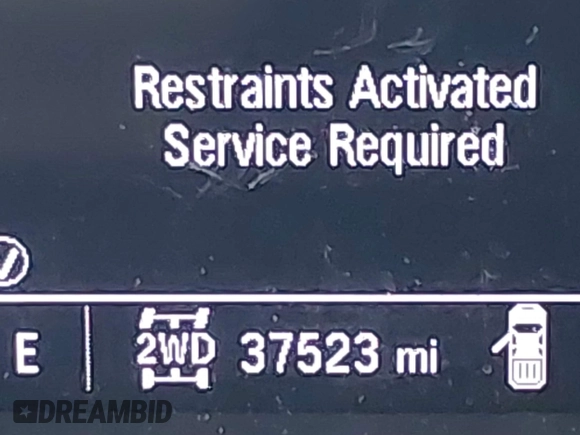 Restraints Activated
Service Required
E
2WD
37523 mi
DREAMBID